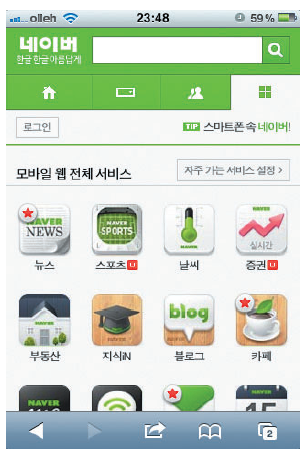 olleh 23:48 59%
네이버
한글한글아름답게
로그인
TIP 스마트폰 속 네이버!
모바일 웹 전체 서비스
자주 가는 서비스 설정 >
NAVER NEWS
NAVER SPORTS
NAVER
실시간
뉴스
스포츠 U
날씨
증권 U
NAVER
blog
부동산
지식iN
블로그
카페
NAVER
15
2